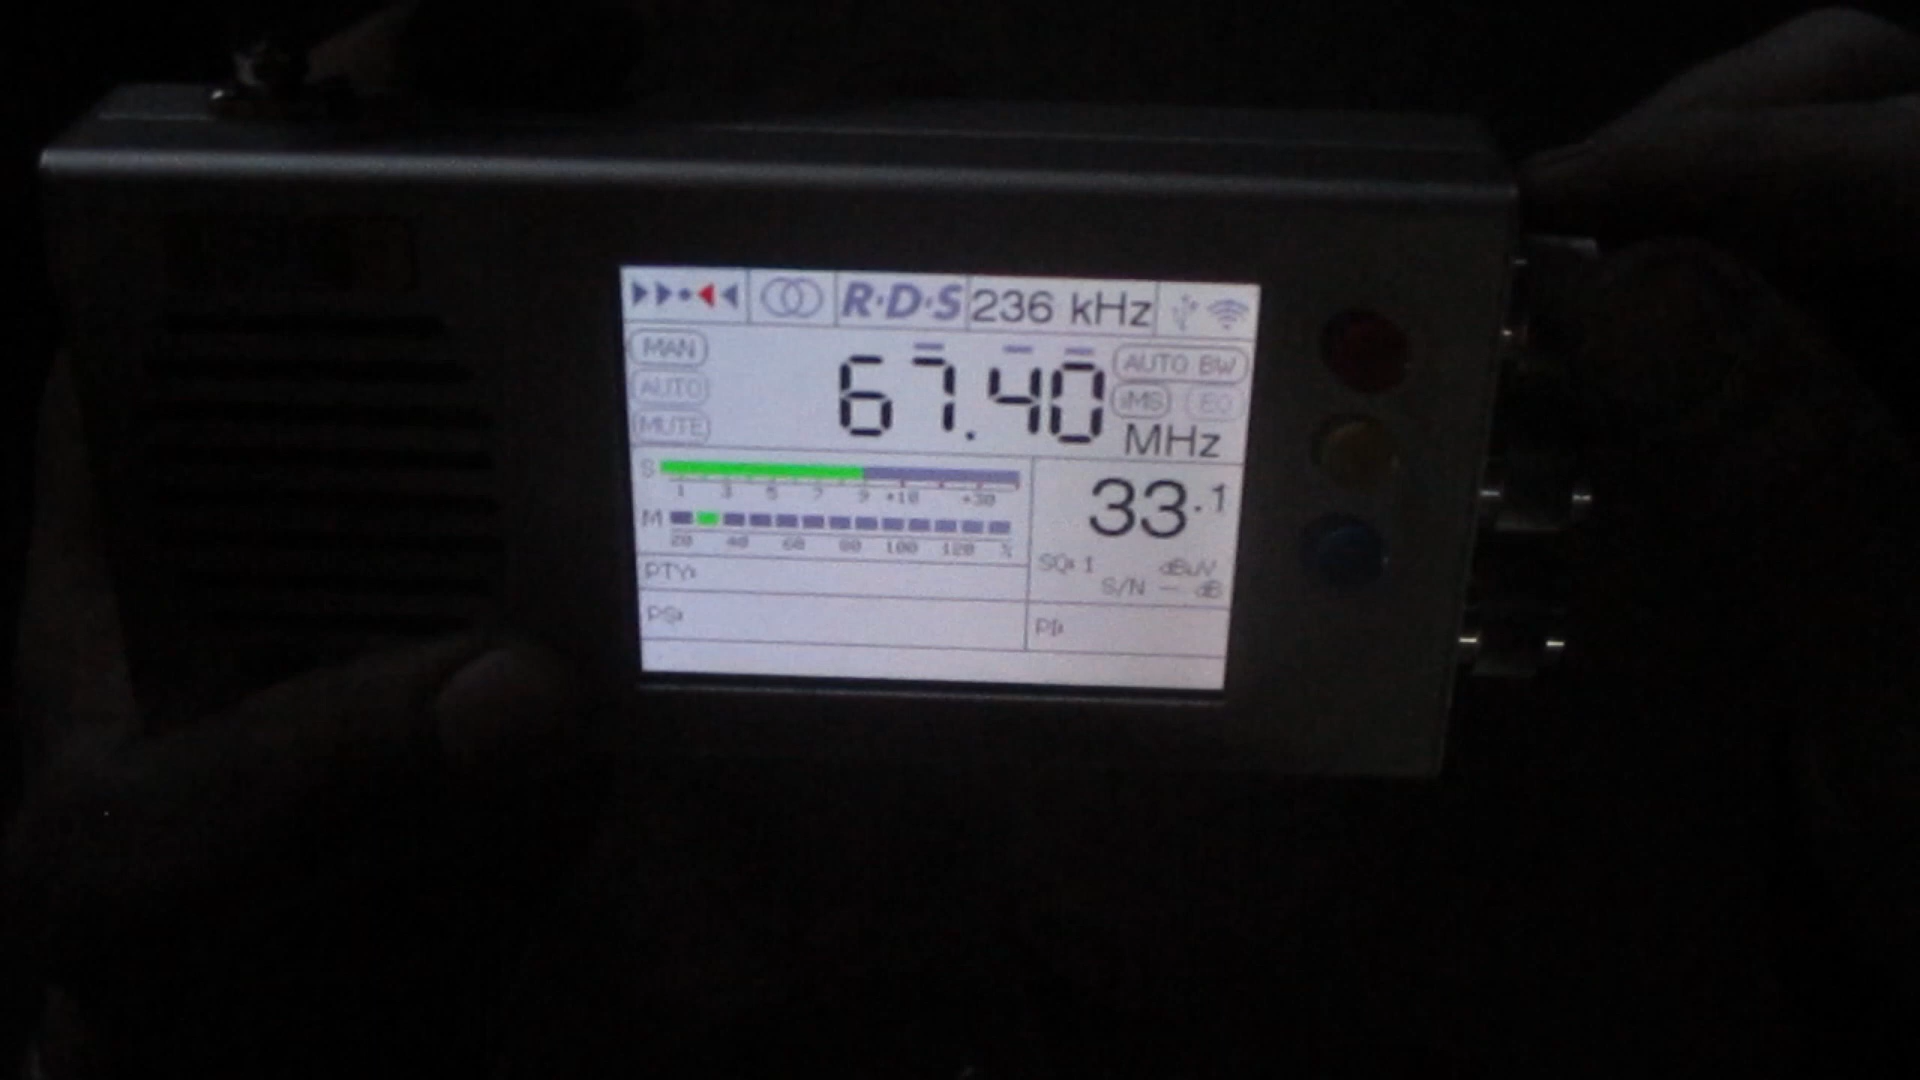 R·D·S 236 kHz
MAN
AUTO
MUTE
67.40
MHz
AUTO BW
iMS EQ
S
1 3 5 7 9 +10 +30
M
20 40 60 80 100 120 %
33.1
SQ: 1 dBuV
S/N -- dB
PTY:
PS:
PI: